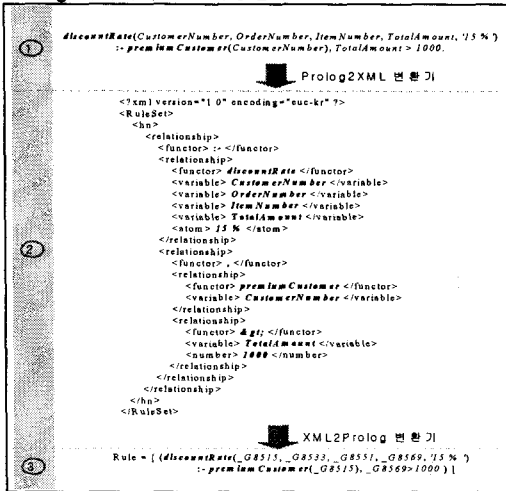 ①
discountRate(CustomerNumber, OrderNumber, ItemNumber, TotalAmount, '15 %')
:- premiumCustomer(CustomerNumber), TotalAmount > 1000.
Prolog2XML 변환기
②
<?xml version="1 0" encoding="euc-kr" ?>
<RuleSet>
<hn>
<relationship>
<functor> :- </functor>
<relationship>
<functor> discountRate </functor>
<variable> CustomerNumber </variable>
<variable> OrderNumber </variable>
<variable> ItemNumber </variable>
<variable> TotalAmount </variable>
<atom> 15 % </atom>
</relationship>
<relationship>
<functor> , </functor>
<relationship>
<functor> premiumCustomer </functor>
<variable> CustomerNumber </variable>
</relationship>
<relationship>
<functor> &gt; </functor>
<variable> TotalAmount </variable>
<number> 1000 </number>
</relationship>
</relationship>
</relationship>
</hn>
</RuleSet>
XML2Prolog 변환기
③
Rule = [ (discountRate(_G8515, _G8533, _G8551, _G8569, '15 %')
:- premiumCustomer(_G8515), _G8569>1000 ) ]